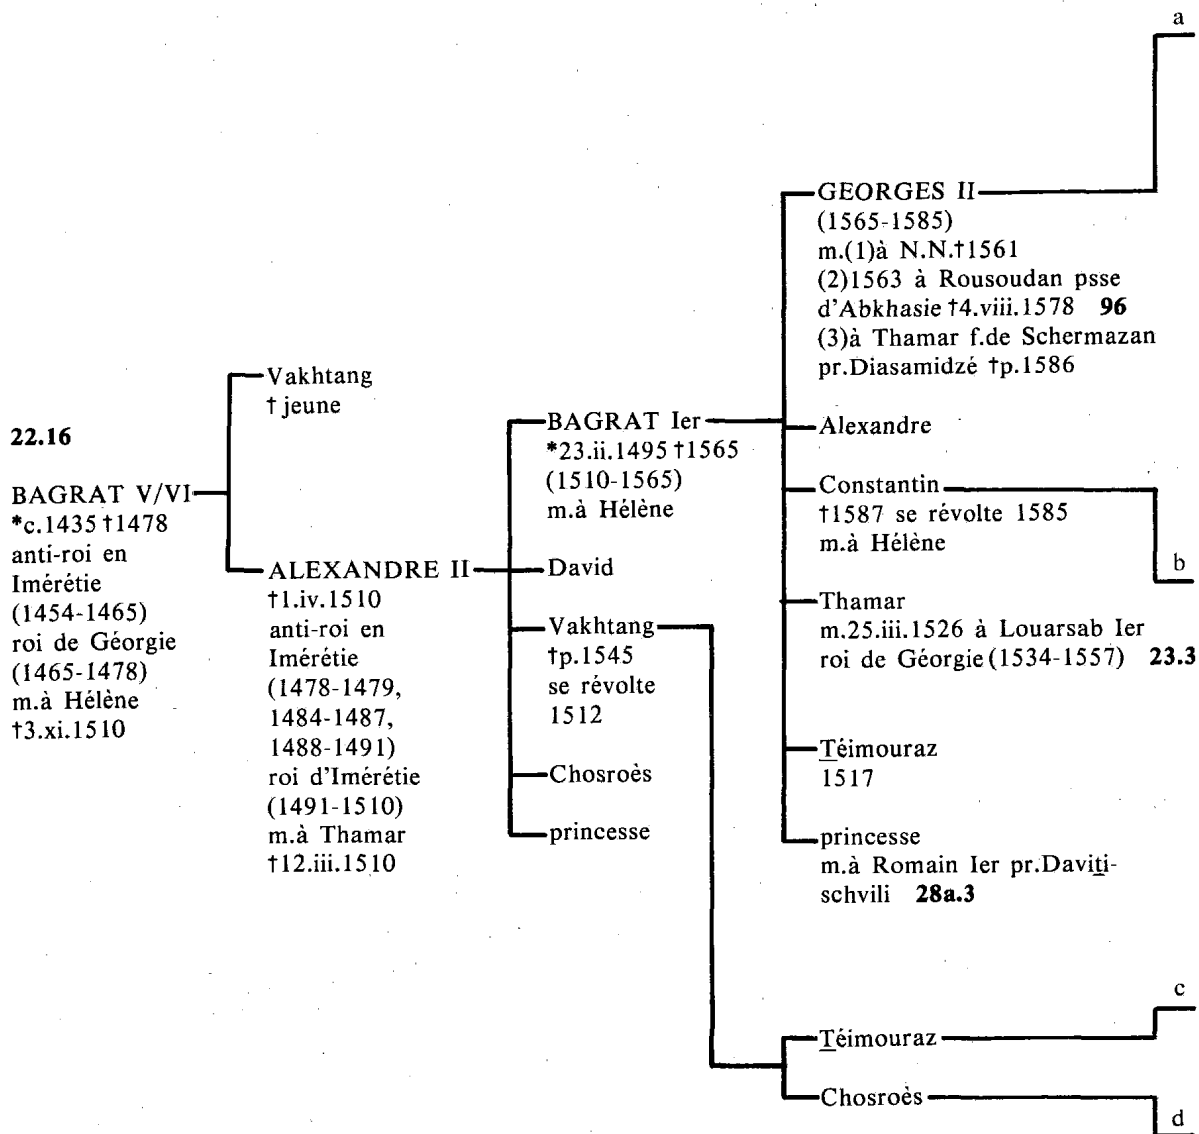 a
GEORGES II
(1565-1585)
m.(1)à N.N.†1561
(2)1563 à Rousoudan psse
d'Abkhasie †4.viii.1578 96
(3)à Thamar f.de Schermazan
pr.Diasamidzé †p.1586
Vakhtang
† jeune
22.16
BAGRAT V/VI
*c.1435 †1478
anti-roi en
Imérétie
(1454-1465)
roi de Géorgie
(1465-1478)
m.à Hélène
†3.xi.1510
ALEXANDRE II
†1.iv.1510
anti-roi en
Imérétie
(1478-1479,
1484-1487,
1488-1491)
roi d'Imérétie
(1491-1510)
m.à Thamar
†12.iii.1510
BAGRAT Ier
*23.ii.1495 †1565
(1510-1565)
m.à Hélène
David
Vakhtang
†p.1545
se révolte
1512
Chosroès
princesse
Alexandre
Constantin
†1587 se révolte 1585
m.à Hélène
b
Thamar
m.25.iii.1526 à Louarsab Ier
roi de Géorgie (1534-1557) 23.3
Téimouraz
1517
princesse
m.à Romain Ier pr.Daviti-
schvili 28a.3
c
Téimouraz
Chosroès
d